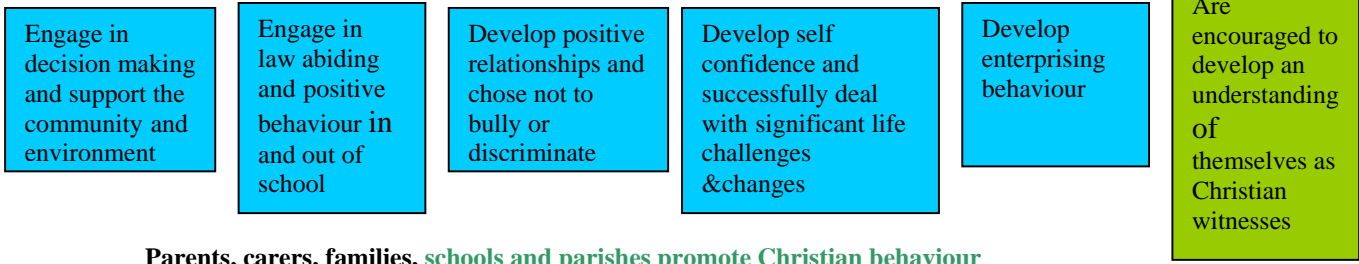 Engage in
decision making
and support the
community and
environment
Engage in
law abiding
and positive
behaviour in
and out of
school
Develop positive
relationships and
chose not to
bully or
discriminate
Develop self
confidence and
successfully deal
with significant life
challenges
&changes
Develop
enterprising
behaviour
Are
encouraged to
develop an
understanding
of
themselves as
Christian
witnesses
Parents, carers, families, schools and parishes promote Christian behaviour